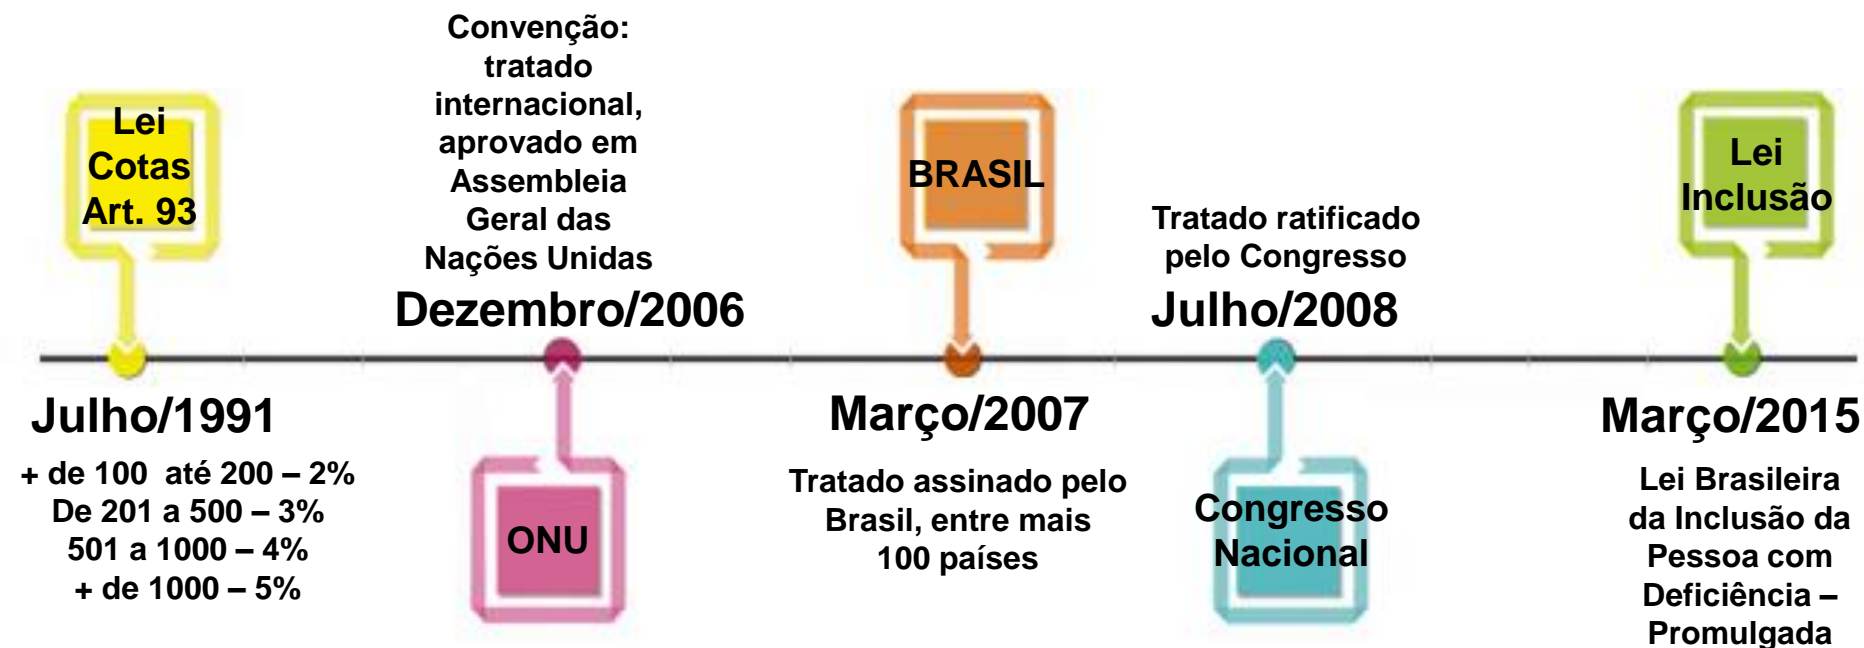 Lei
Cotas
Art. 93
Julho/1991
+ de 100 até 200 – 2%
De 201 a 500 – 3%
501 a 1000 – 4%
+ de 1000 – 5%
Convenção:
tratado
internacional,
aprovado em
Assembleia
Geral das
Nações Unidas
Dezembro/2006
ONU
BRASIL
Março/2007
Tratado assinado pelo
Brasil, entre mais
100 países
Tratado ratificado
pelo Congresso
Julho/2008
Congresso
Nacional
Lei
Inclusão
Março/2015
Lei Brasileira
da Inclusão da
Pessoa com
Deficiência –
Promulgada